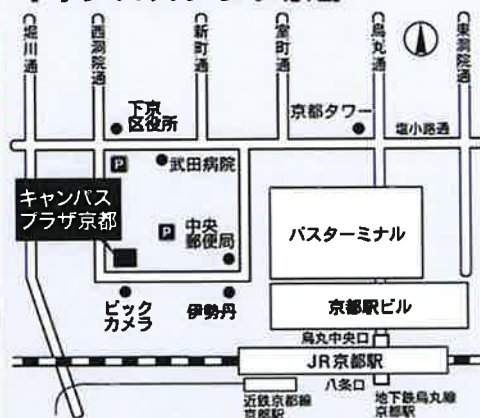 堀川通
西洞院通
新町通
室町通
烏丸通
東洞院通
下京
区役所
京都タワー
塩小路通
P
武田病院
キャンパス
プラザ京都
P
中央
郵便局
バスターミナル
ビック
カメラ
伊勢丹
京都駅ビル
烏丸中央口
JR京都駅
八条口
近鉄京都線
京都駅
地下鉄烏丸線
京都駅